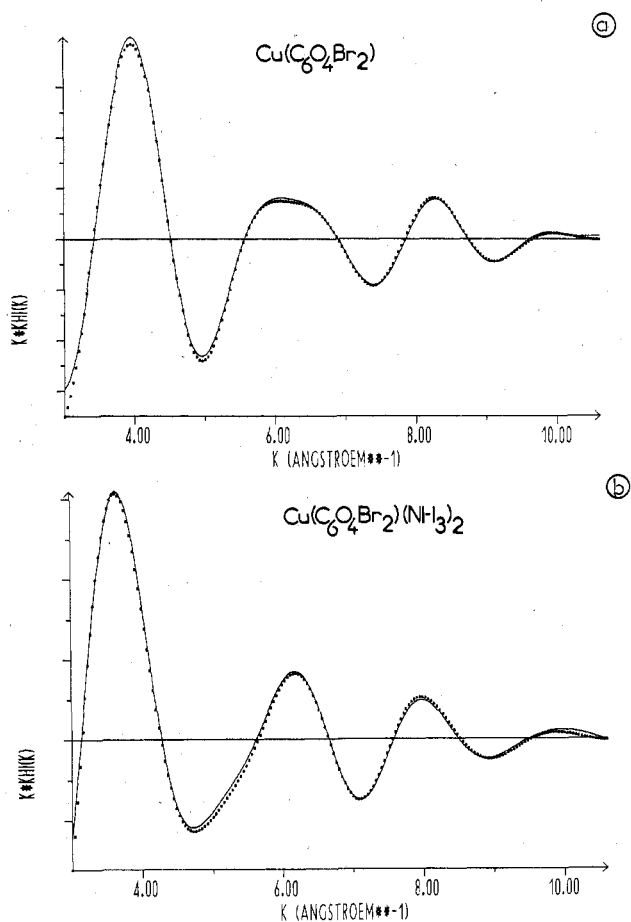 a
Cu(C6O4Br2)
K*KHI(K)
4.00 6.00 8.00 10.00
K (ANGSTROEM**-1)
b
Cu(C6O4Br2)(NH3)2
K*KHI(K)
4.00 6.00 8.00 10.00
K (ANGSTROEM**-1)